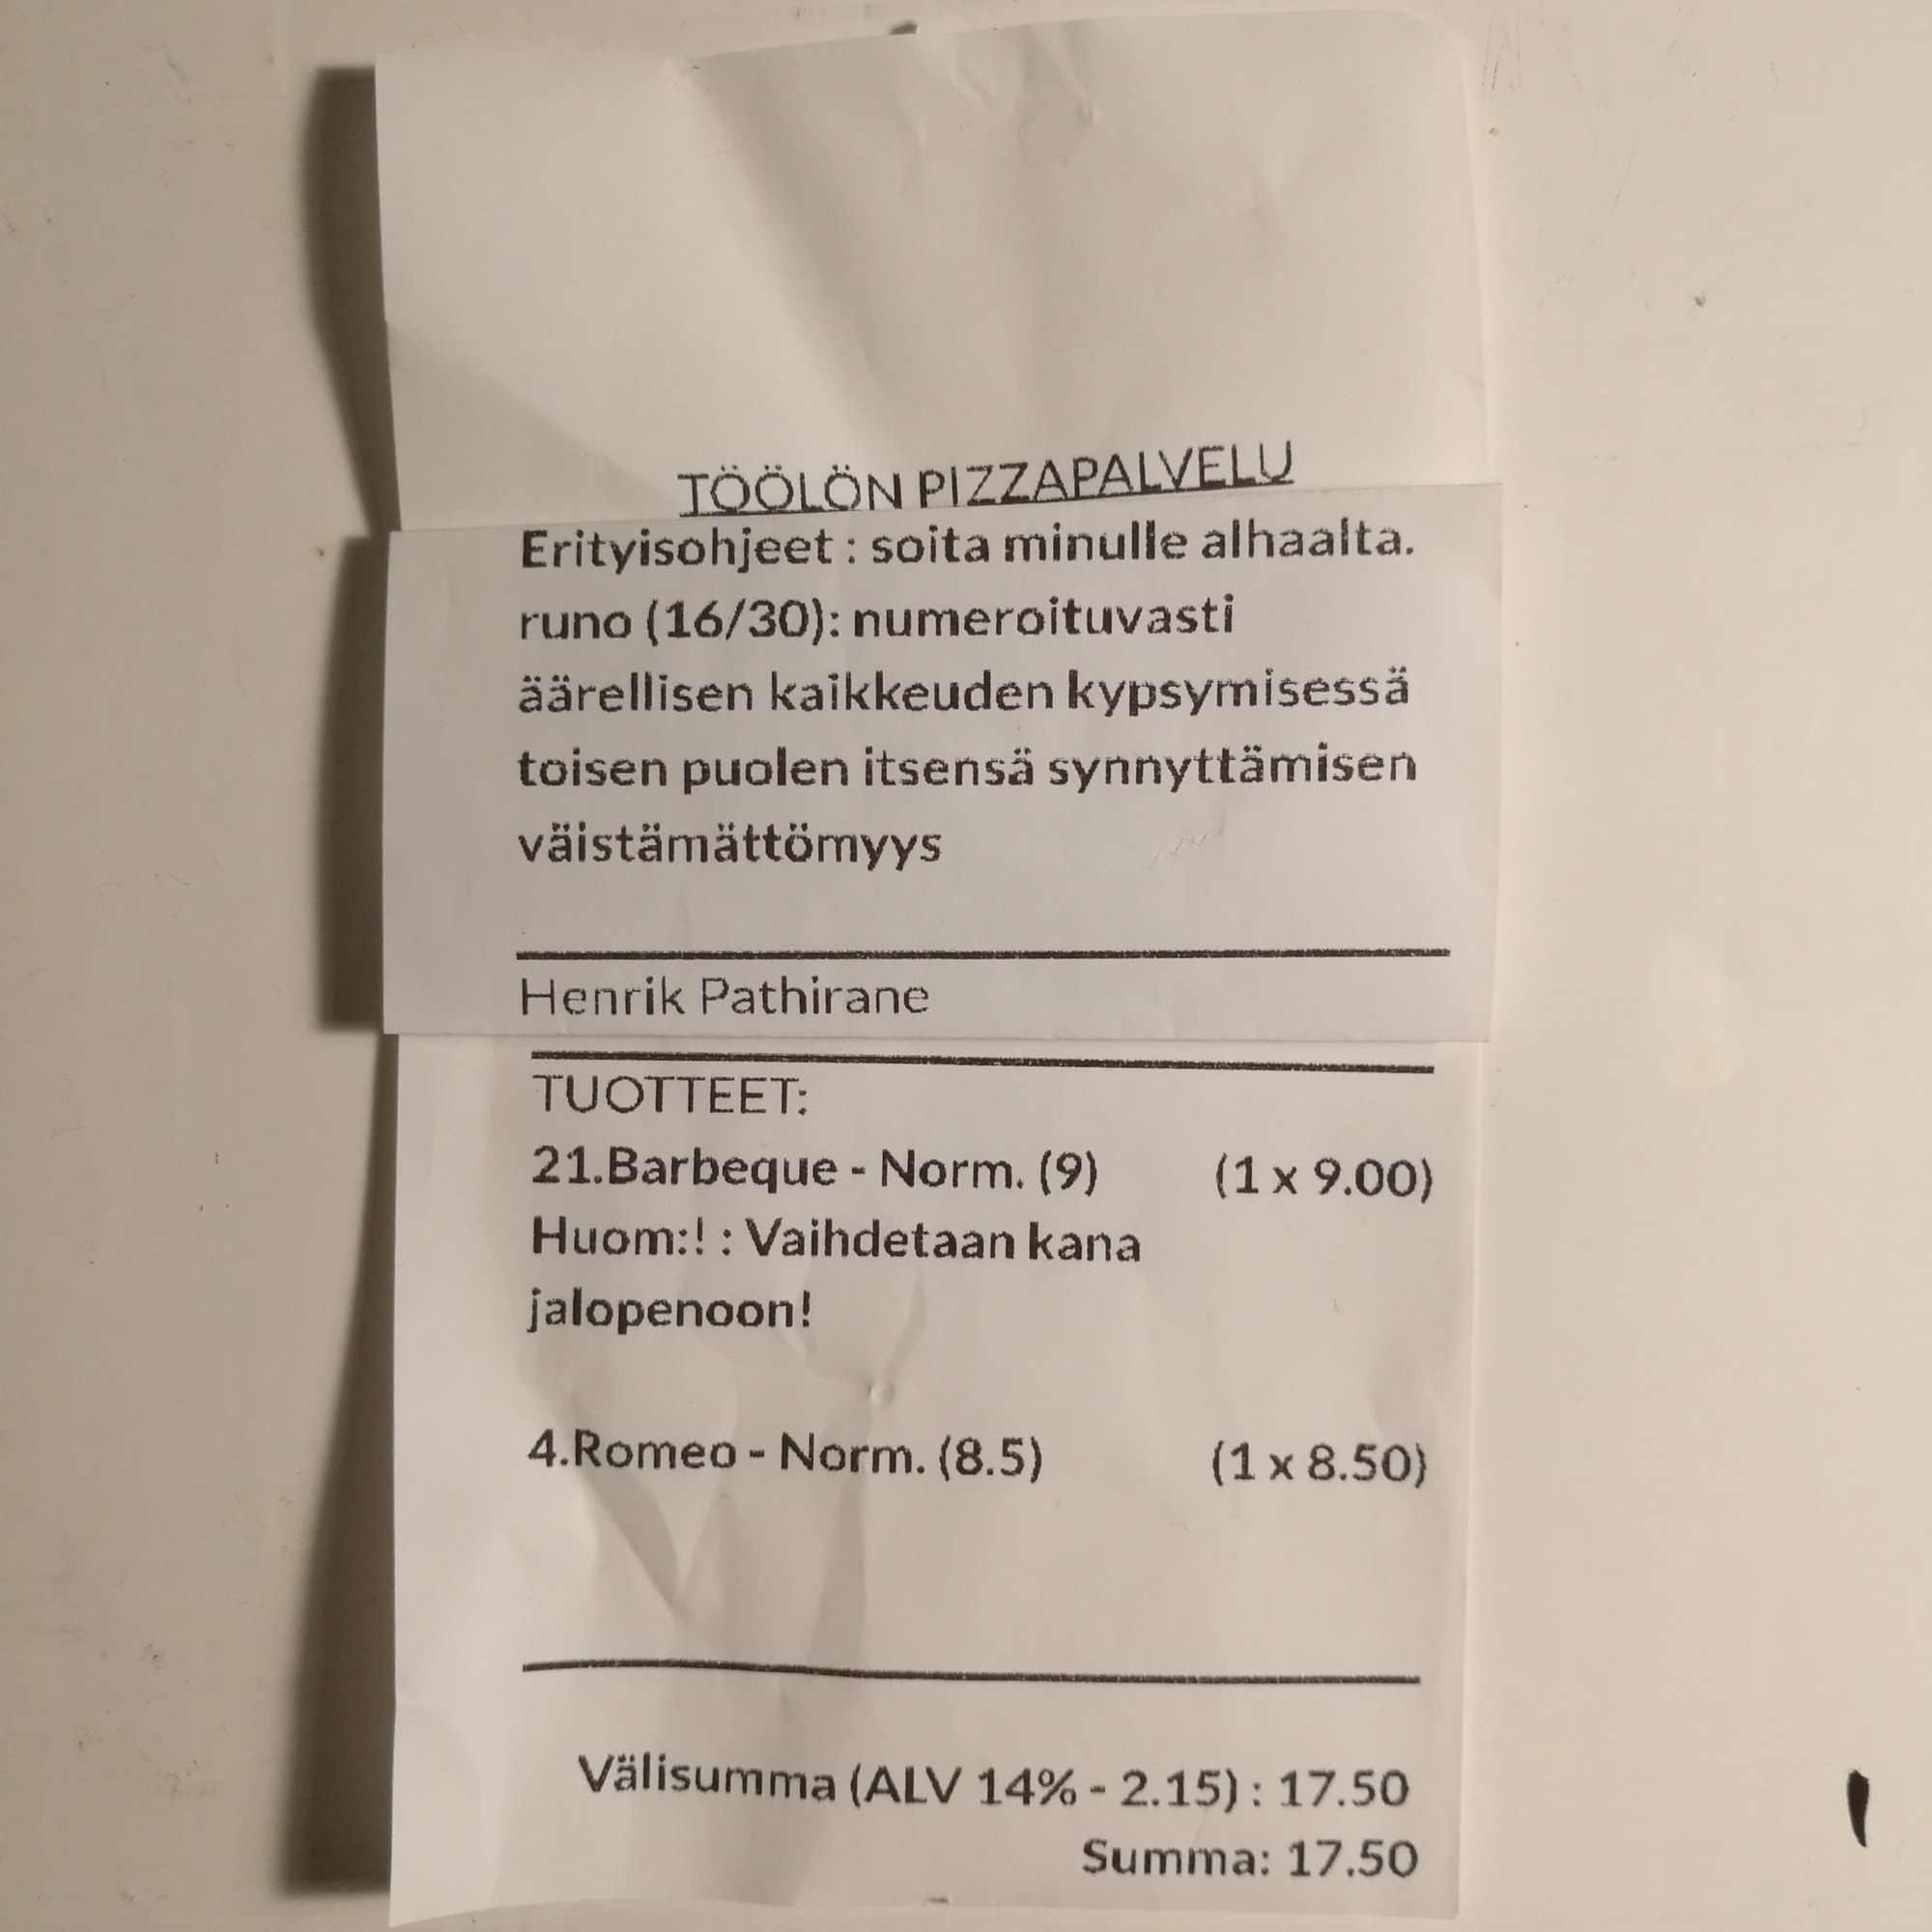 TÖÖLÖN PIZZAPALVELU
Erityisohjeet : soita minulle alhaalta.
runo (16/30): numeroituvasti
äärellisen kaikkeuden kypsymisessä
toisen puolen itsensä synnyttämisen
väistämättömyys
Henrik Pathirane
TUOTTEET:
21.Barbeque - Norm. (9) (1 x 9.00)
Huom:! : Vaihdetaan kana
jalopenoon!
4.Romeo - Norm. (8.5) (1 x 8.50)
Välisumma (ALV 14% - 2.15) : 17.50
Summa: 17.50